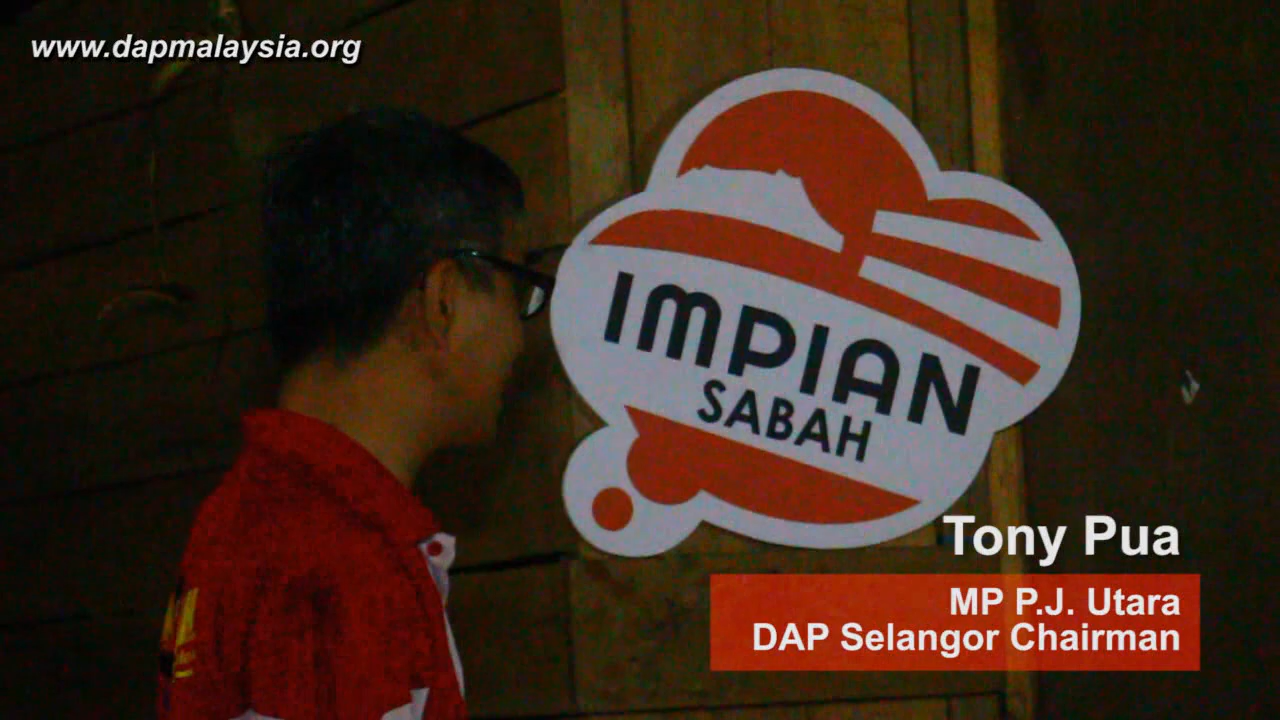 www.dapmalaysia.org
IMPIAN
SABAH
Tony Pua
MP P.J. Utara
DAP Selangor Chairman